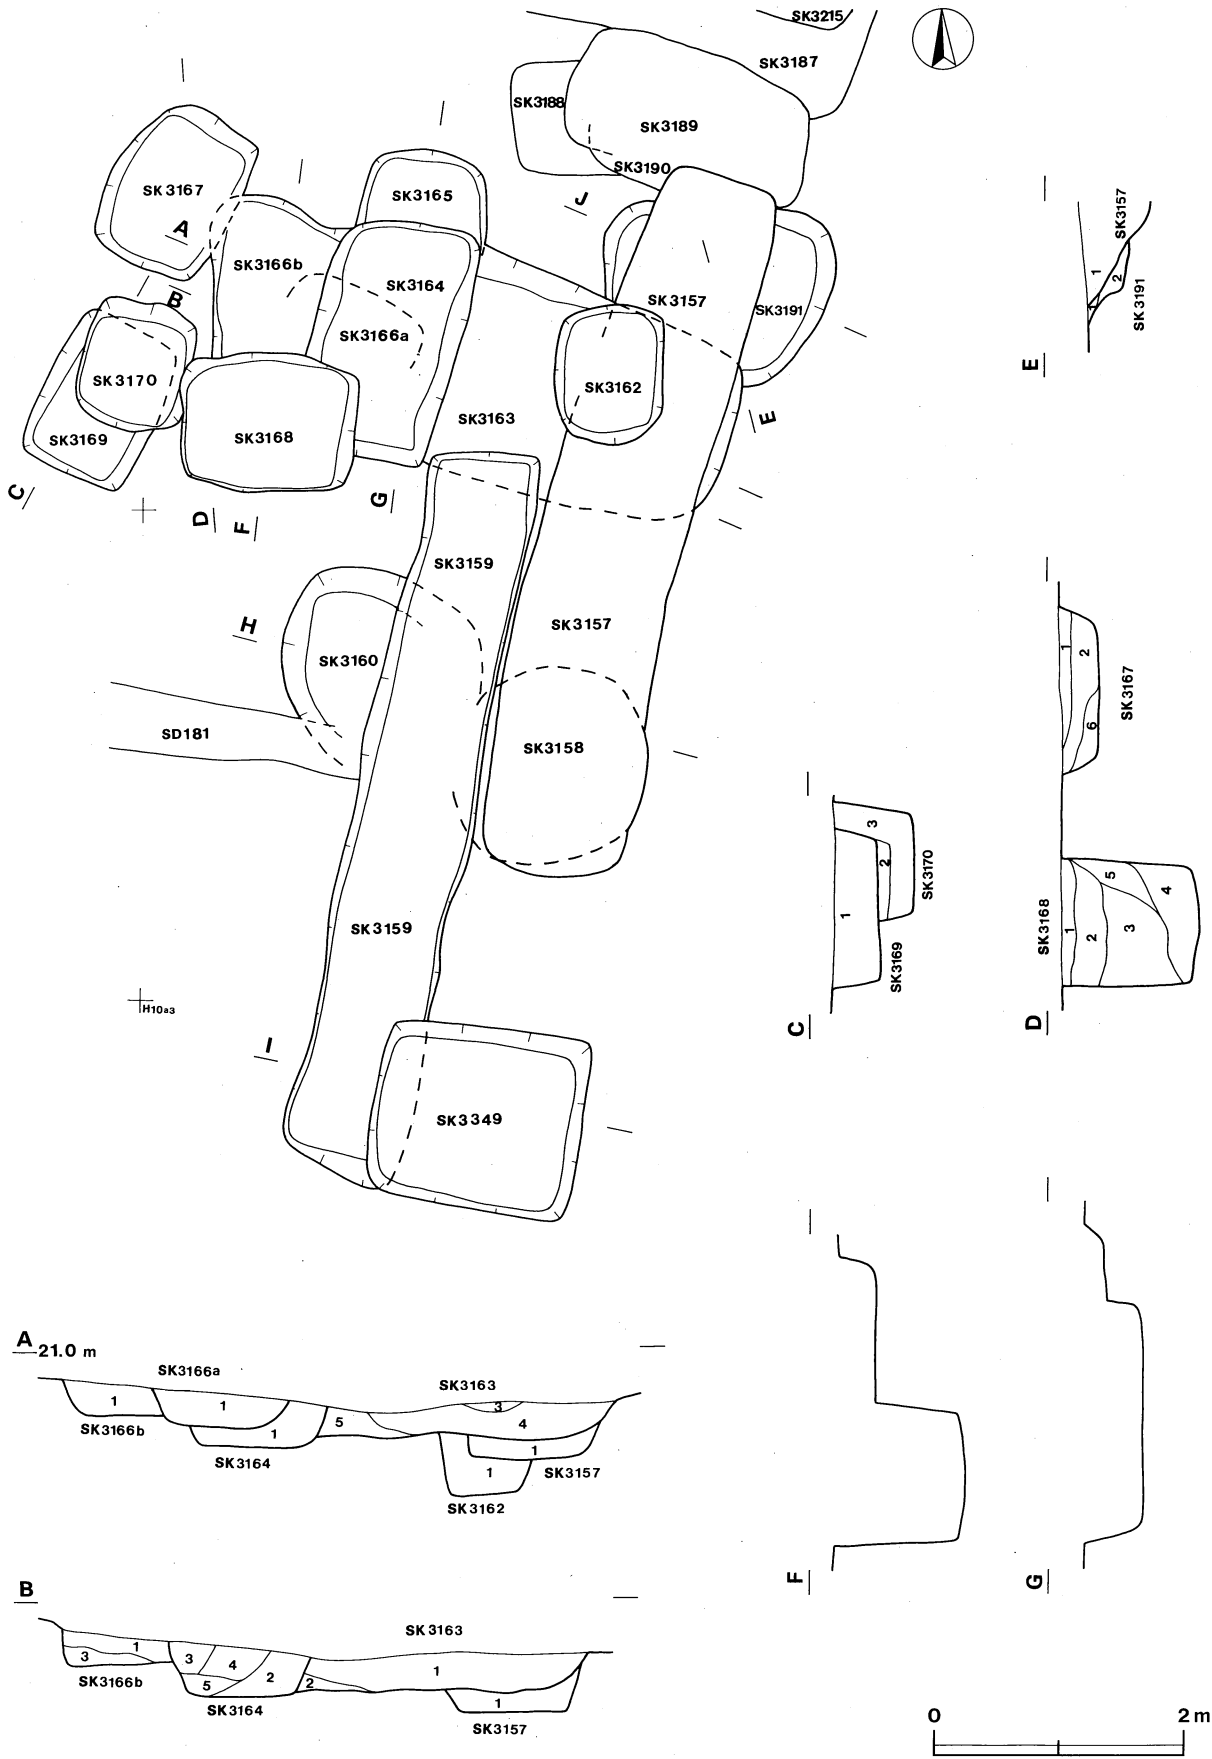 SK3215
SK3187
SK3188
SK3189
SK3190
SK3167
SK3165
J
A
SK3166b
SK3164
SK3157
SK3191
B
SK3166a
SK3170
SK3162
SK3169
SK3168
SK3163
E
C
D
F
G
SK3159
H
SK3157
SK3160
SD181
SK3158
SK3159
H10a3
I
SK3349
SK3157
1
2
1
SK3191
E
1
2
6
SK3167
3
2
1
SK3170
SK3169
C
5
4
1
2
3
SK3168
D
F
G
A
21.0 m
SK3166a
SK3163
1
1
3
5
4
SK3166b
1
1
SK3164
1
SK3157
SK3162
B
SK3163
1
3
3
4
2
1
5
2
SK3166b
1
SK3164
SK3157
0
2 m